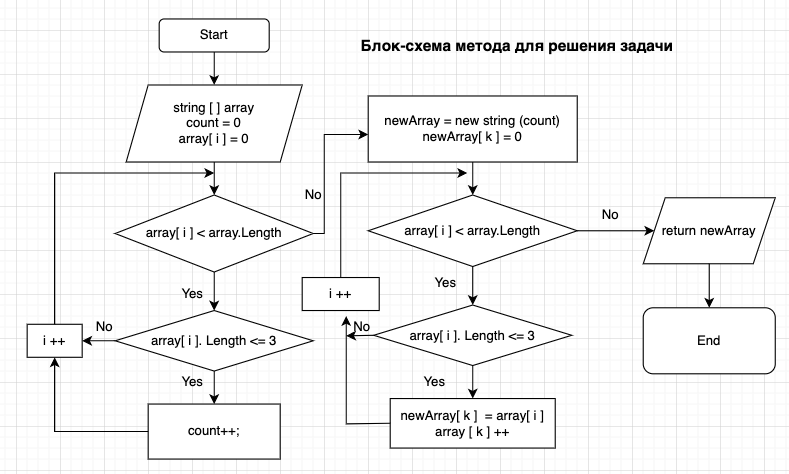 Блок-схема метода для решения задачи
Start
string [ ] array
count = 0
array[ i ] = 0
array[ i ] < array.Length
No
Yes
array[ i ]. Length <= 3
No
i ++
Yes
count++;
newArray = new string (count)
newArray[ k ] = 0
array[ i ] < array.Length
No
Yes
i ++
array[ i ]. Length <= 3
No
Yes
newArray[ k ]  = array[ i ]
array [ k ] ++
return newArray
End